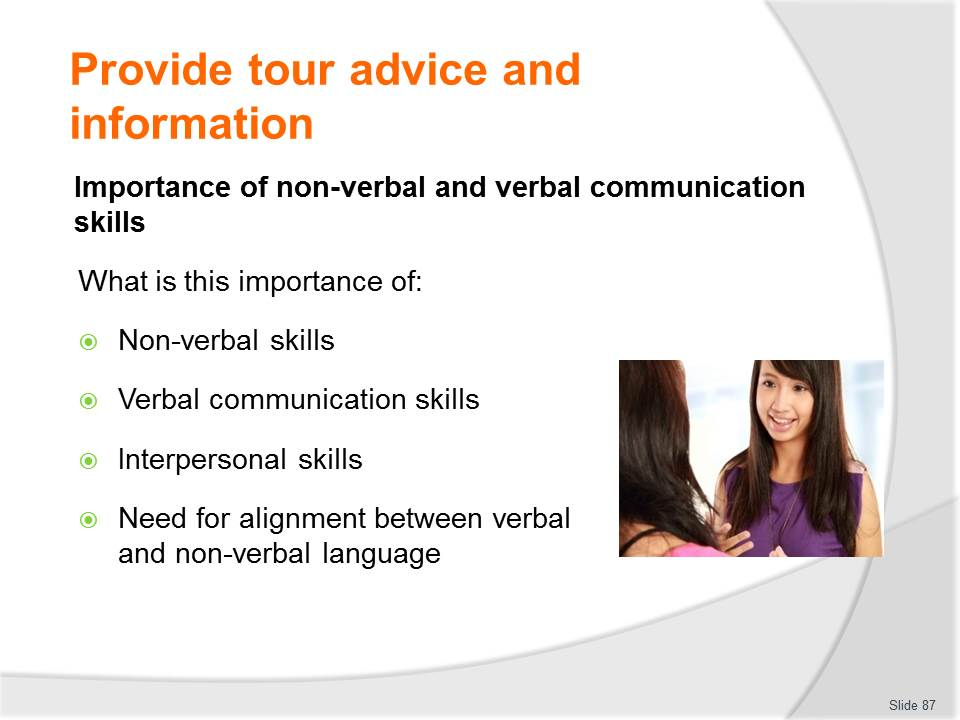 Provide tour advice and
information
Importance of non-verbal and verbal communication
skills
What is this importance of:
Non-verbal skills
Verbal communication skills
Interpersonal skills
Need for alignment between verbal
and non-verbal language
Slide 87